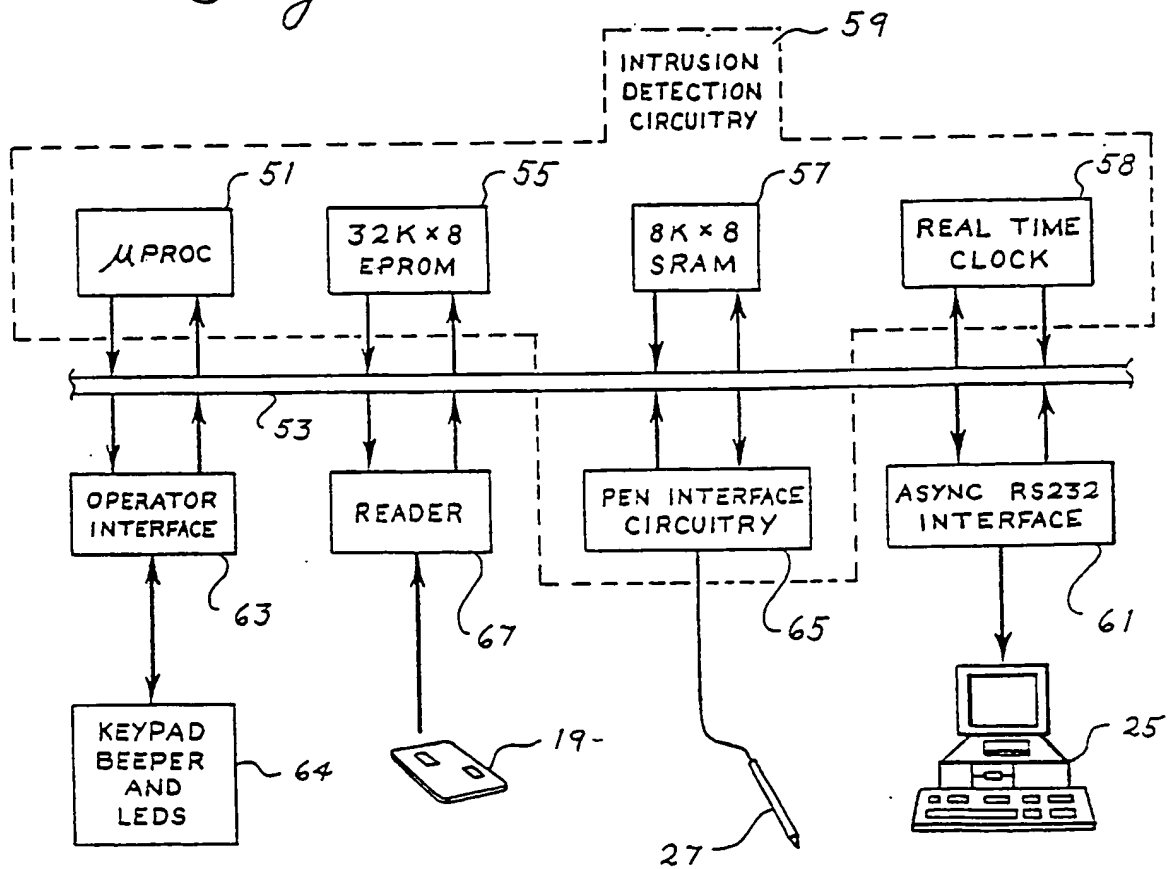 59
INTRUSION
DETECTION
CIRCUITRY
51
55
57
58
μPROC
32K × 8
EPROM
8K × 8
SRAM
REAL TIME
CLOCK
53
OPERATOR
INTERFACE
READER
PEN INTERFACE
CIRCUITRY
ASYNC RS232
INTERFACE
63
67
65
61
KEYPAD
BEEPER
AND
LEDS
64
19-
27
25